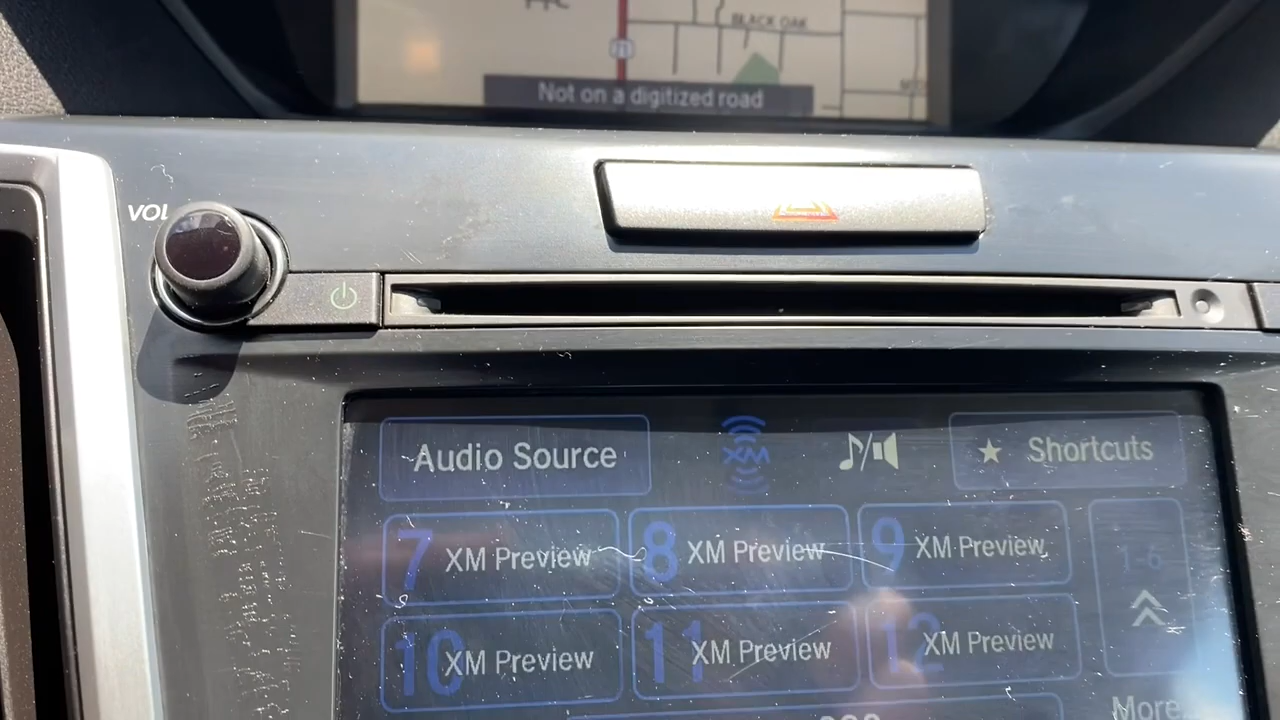 BLACK OAK
71
Not on a digitized road
VOL
Audio Source
XM
Shortcuts
7 XM Preview
8 XM Preview
9 XM Preview
1-6
10 XM Preview
11 XM Preview
12 XM Preview
More